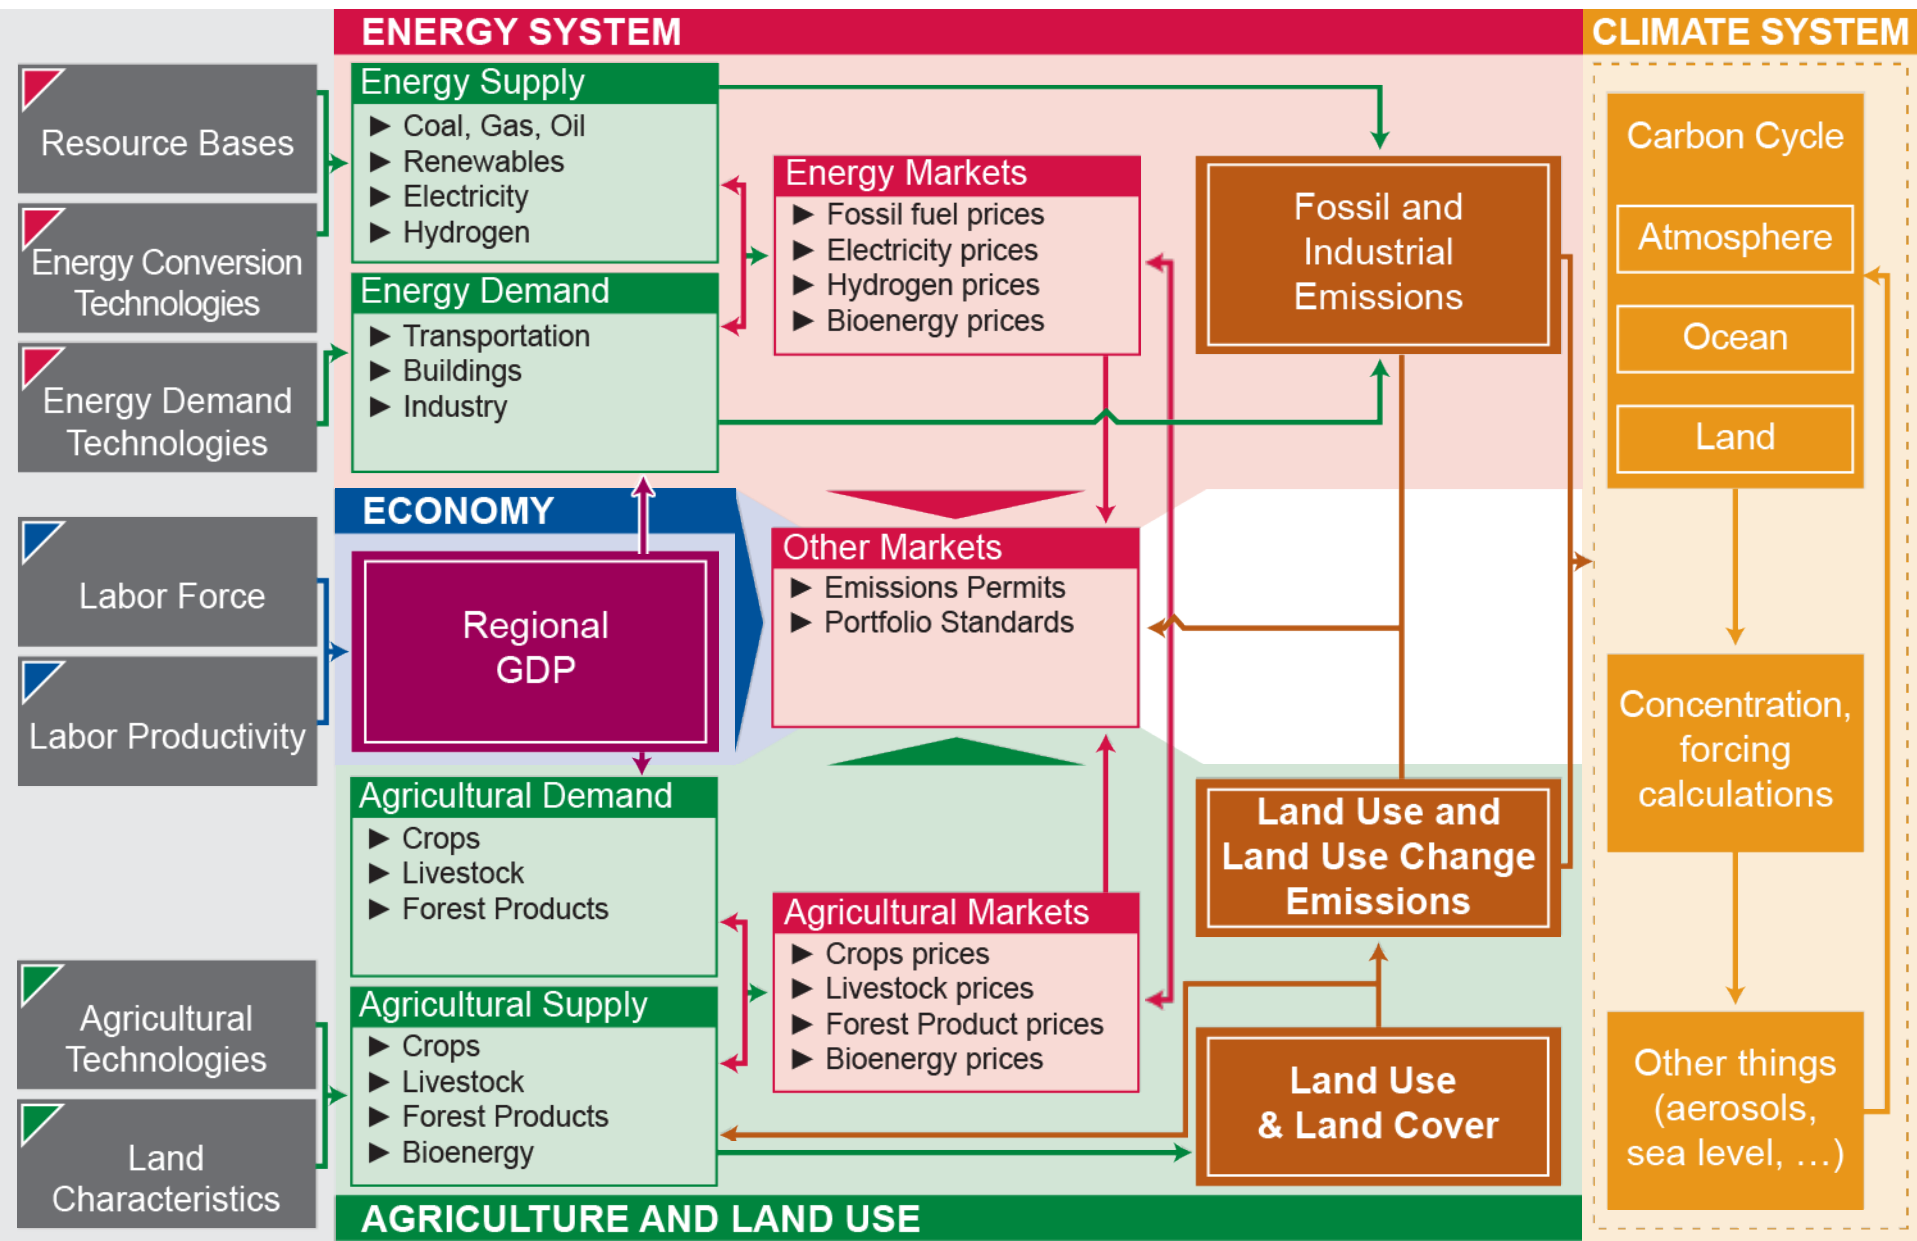 ENERGY SYSTEM
CLIMATE SYSTEM
Resource Bases
Energy Conversion
Technologies
Energy Demand
Technologies
Energy Supply
► Coal, Gas, Oil
► Renewables
► Electricity
► Hydrogen
Energy Demand
► Transportation
► Buildings
► Industry
Energy Markets
► Fossil fuel prices
► Electricity prices
► Hydrogen prices
► Bioenergy prices
Fossil and
Industrial
Emissions
Carbon Cycle
Atmosphere
Ocean
Land
ECONOMY
Labor Force
Labor Productivity
Regional
GDP
Other Markets
► Emissions Permits
► Portfolio Standards
Concentration,
forcing
calculations
Agricultural Demand
► Crops
► Livestock
► Forest Products
Agricultural
Technologies
Land
Characteristics
Agricultural Supply
► Crops
► Livestock
► Forest Products
► Bioenergy
Agricultural Markets
► Crops prices
► Livestock prices
► Forest Product prices
► Bioenergy prices
Land Use and
Land Use Change
Emissions
Land Use
& Land Cover
Other things
(aerosols,
sea level, …)
AGRICULTURE AND LAND USE